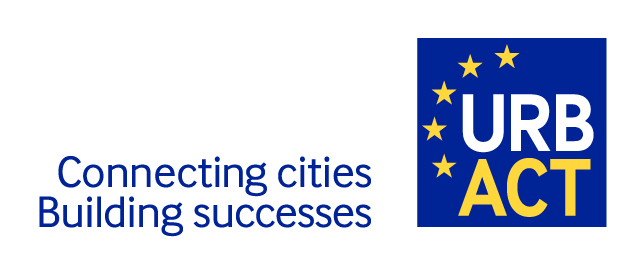 Connecting cities
Building successes
URB
ACT